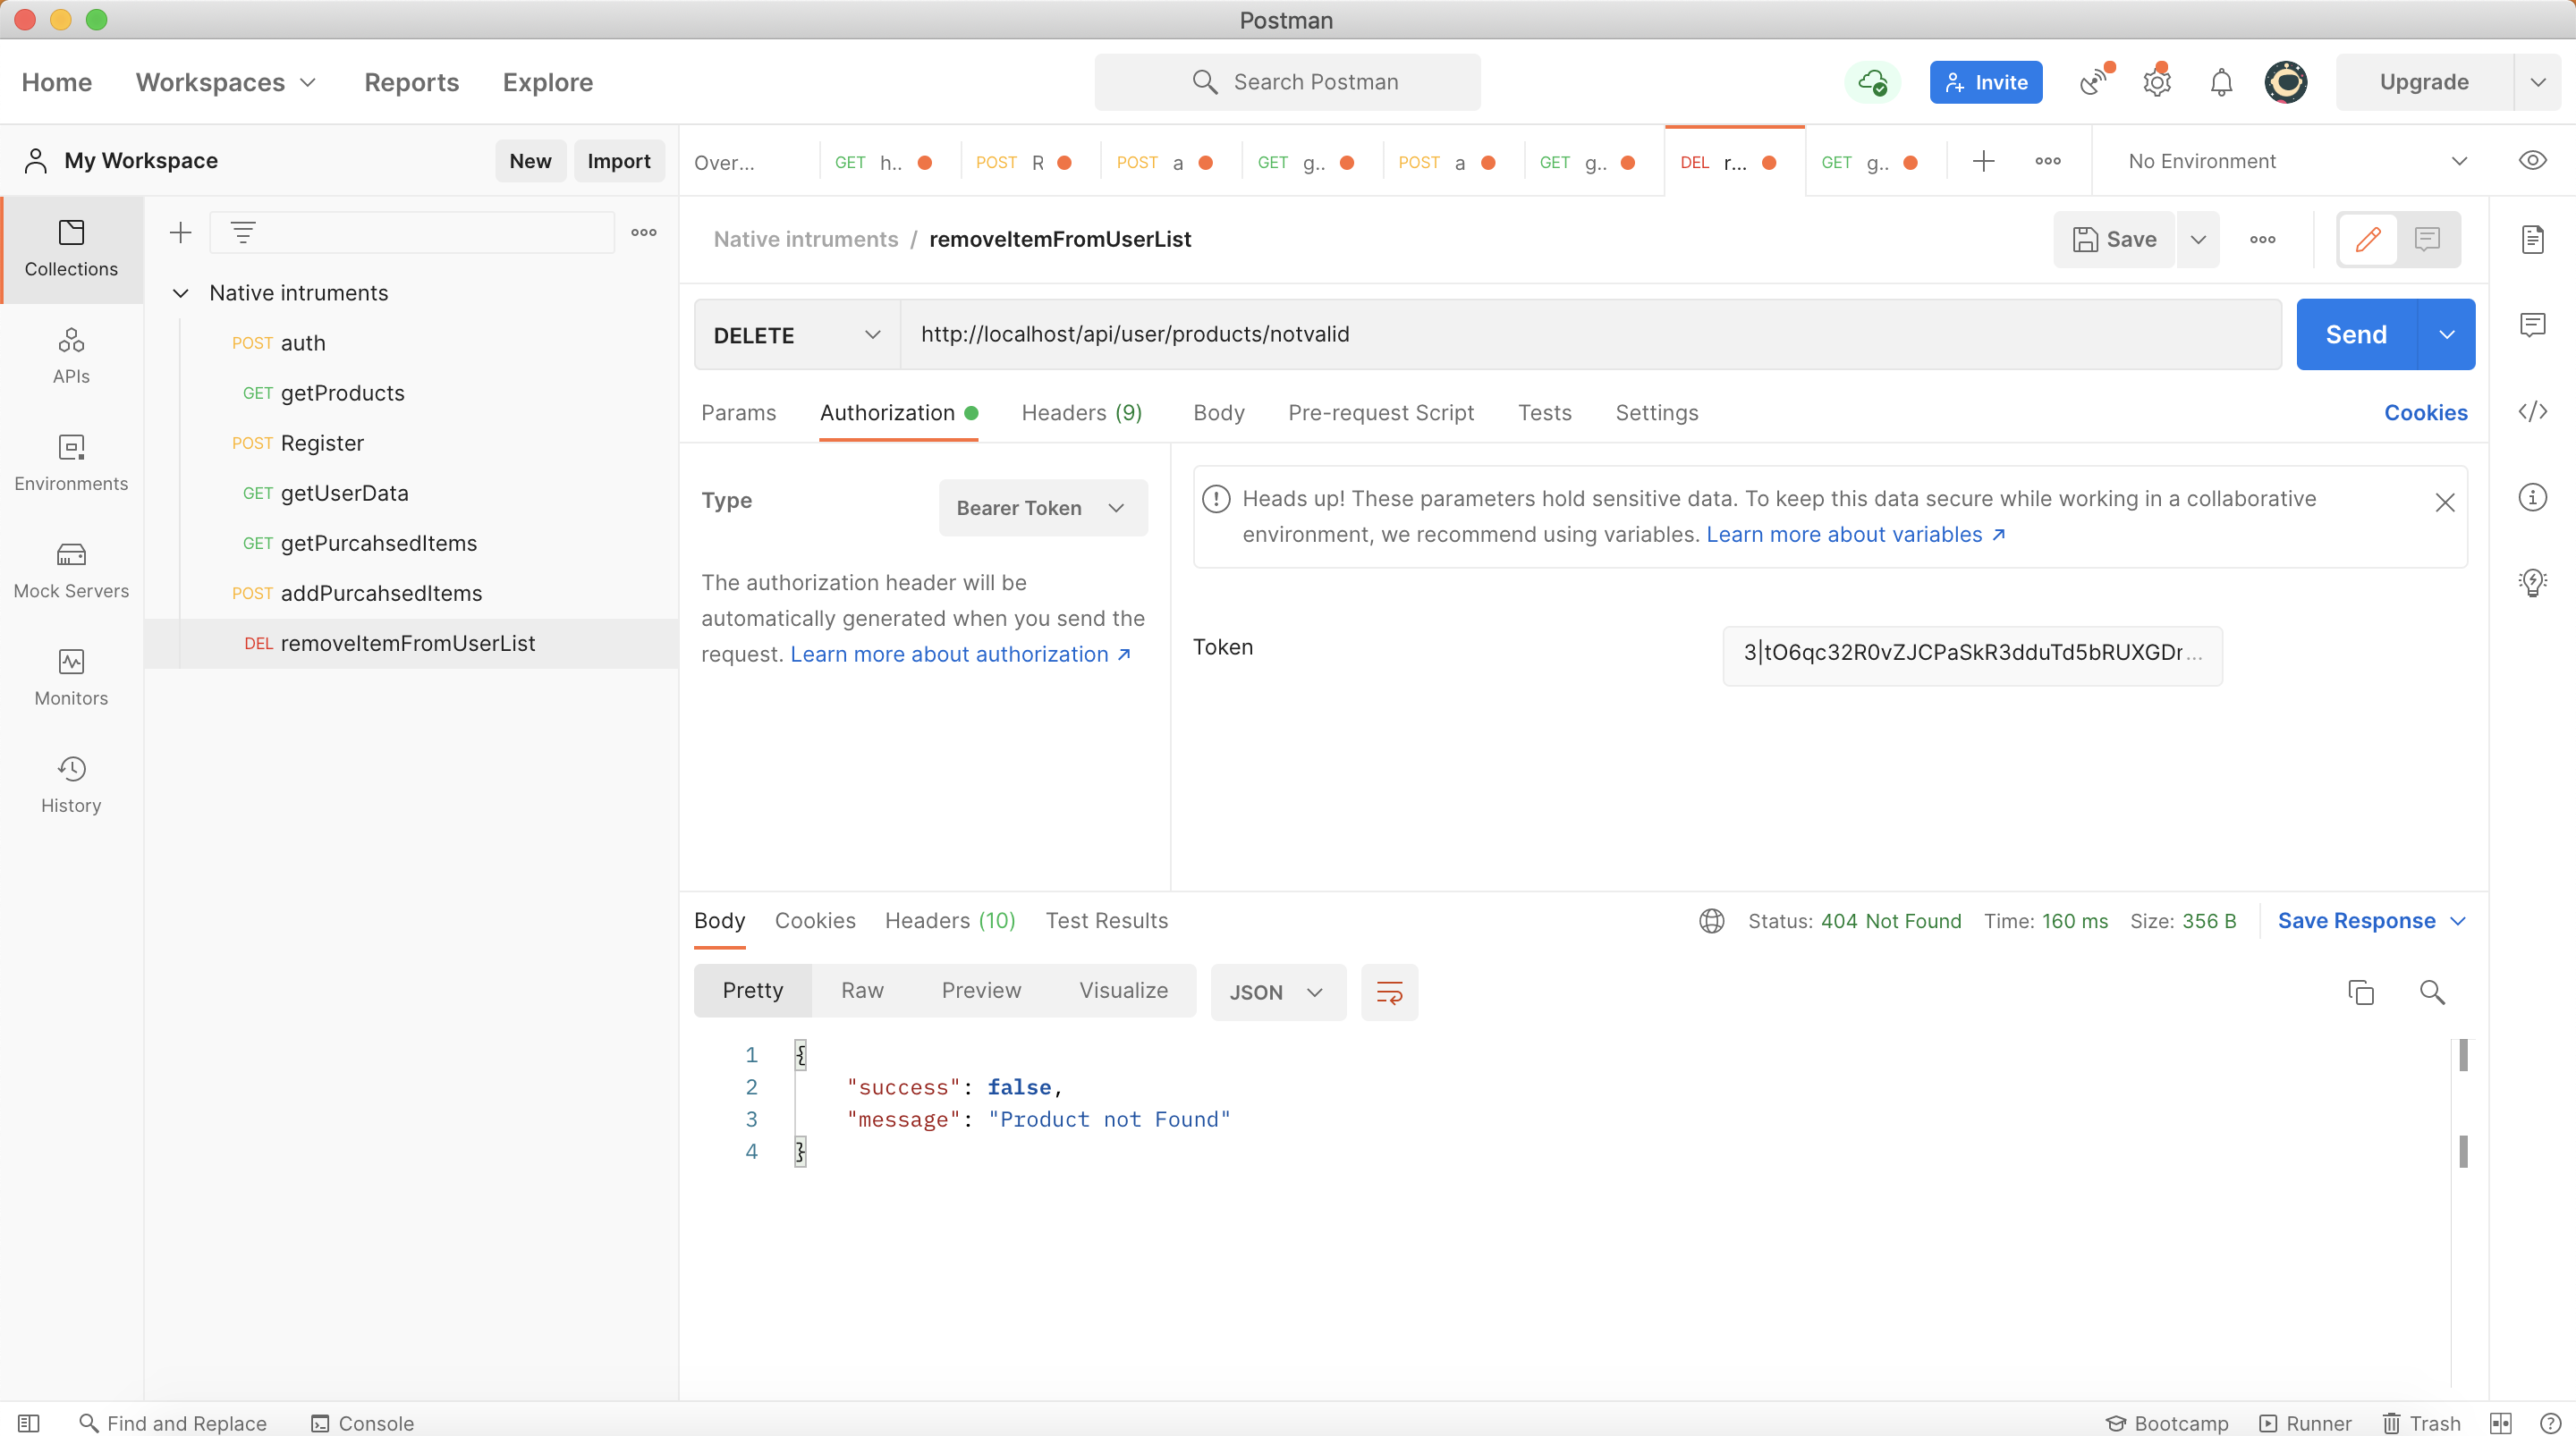 Postman
Home Workspaces Reports Explore Search Postman Invite Upgrade
My Workspace New Import Over... GET h.. POST R POST a GET g.. POST a GET g.. DEL r... GET g.. No Environment
Collections
APIs
Environments
Mock Servers
Monitors
History
Native intruments
POST auth
GET getProducts
POST Register
GET getUserData
GET getPurcahsedItems
POST addPurcahsedItems
DEL removeItemFromUserList
Native intruments / removeItemFromUserList Save
DELETE http://localhost/api/user/products/notvalid Send
Params Authorization Headers (9) Body Pre-request Script Tests Settings Cookies
Type Bearer Token
The authorization header will be
automatically generated when you send the
request. Learn more about authorization ↗
Heads up! These parameters hold sensitive data. To keep this data secure while working in a collaborative
environment, we recommend using variables. Learn more about variables ↗
Token 3|tO6qc32R0vZJCPaSkR3dduTd5bRUXGDr...
Body Cookies Headers (10) Test Results Status: 404 Not Found Time: 160 ms Size: 356 B Save Response
Pretty Raw Preview Visualize JSON
1 {
2 "success": false,
3 "message": "Product not Found"
4 }
Find and Replace Console Bootcamp Runner Trash